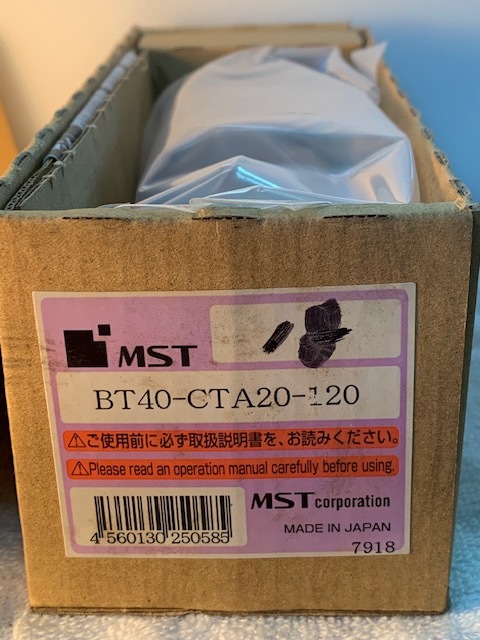 MST
BT40-CTA20-120
⚠ご使用前に必ず取扱説明書を、お読みください。
⚠Please read an operation manual carefully before using.
4 560130 250585
MST corporation
MADE IN JAPAN
7918